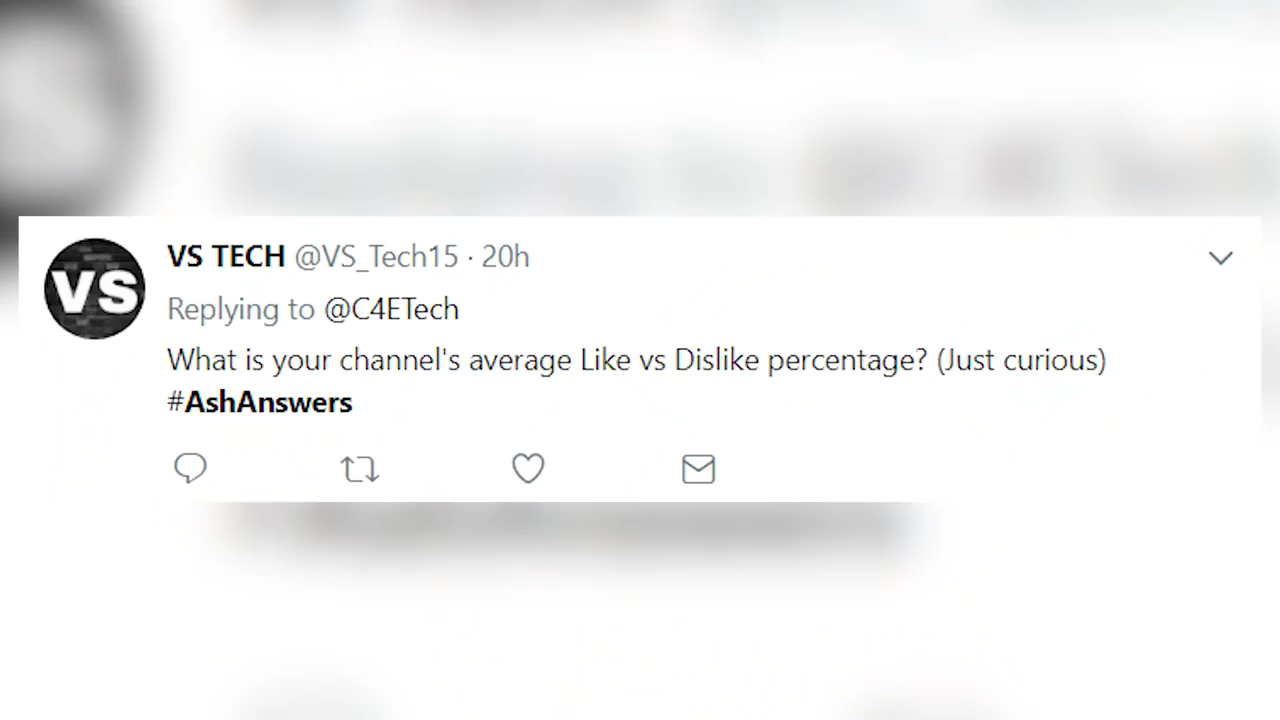 VS
VS TECH @VS_Tech15 · 20h
Replying to @C4ETech
What is your channel's average Like vs Dislike percentage? (Just curious)
#AshAnswers